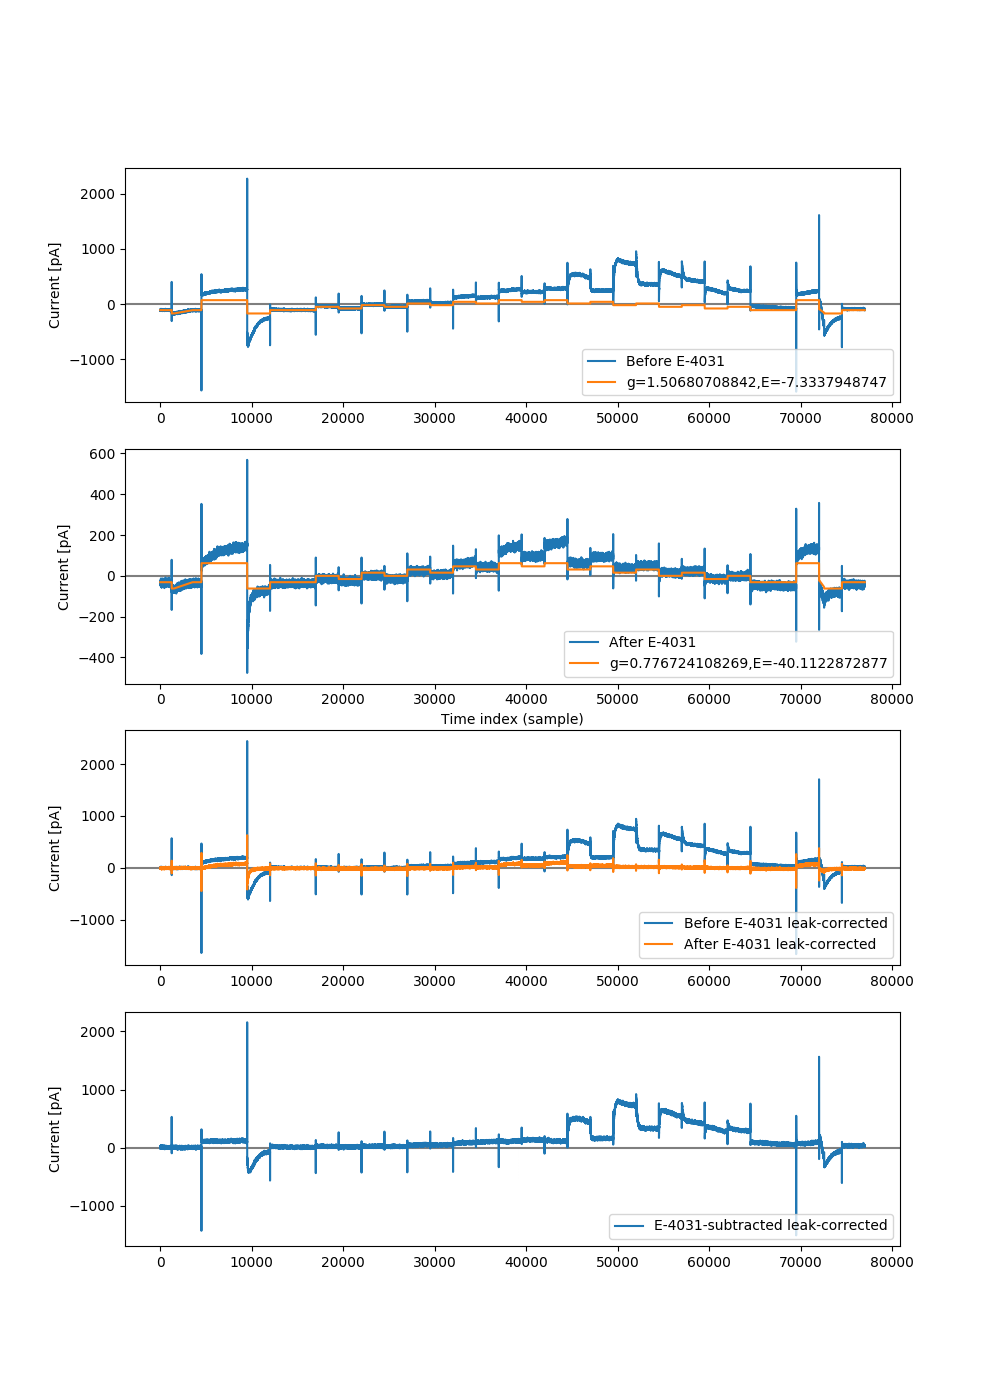 2000
1000
0
−1000
Current [pA]
Before E-4031
g=1.50680708842,E=-7.3337948747
0 10000 20000 30000 40000 50000 60000 70000 80000
600
400
200
0
−200
−400
Current [pA]
After E-4031
g=0.776724108269,E=-40.1122872877
0 10000 20000 30000 40000 50000 60000 70000 80000
Time index (sample)
2000
1000
0
−1000
Current [pA]
Before E-4031 leak-corrected
After E-4031 leak-corrected
0 10000 20000 30000 40000 50000 60000 70000 80000
2000
1000
0
−1000
Current [pA]
E-4031-subtracted leak-corrected
0 10000 20000 30000 40000 50000 60000 70000 80000